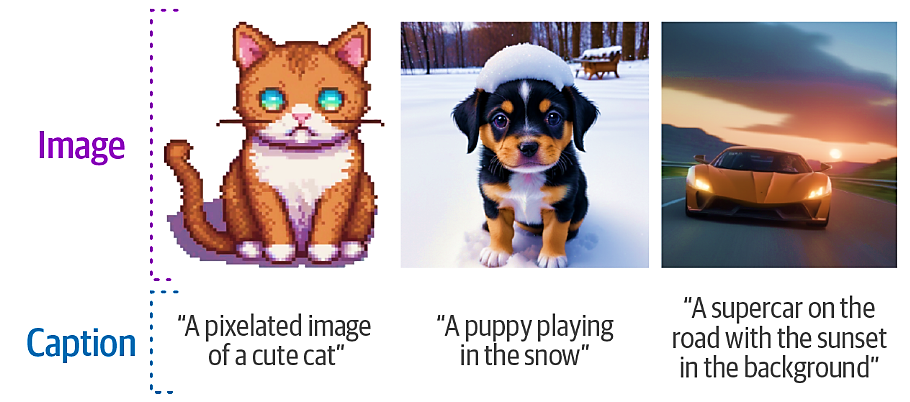 Image
Caption
“A pixelated image
of a cute cat”
“A puppy playing
in the snow”
“A supercar on the
road with the sunset
in the background”